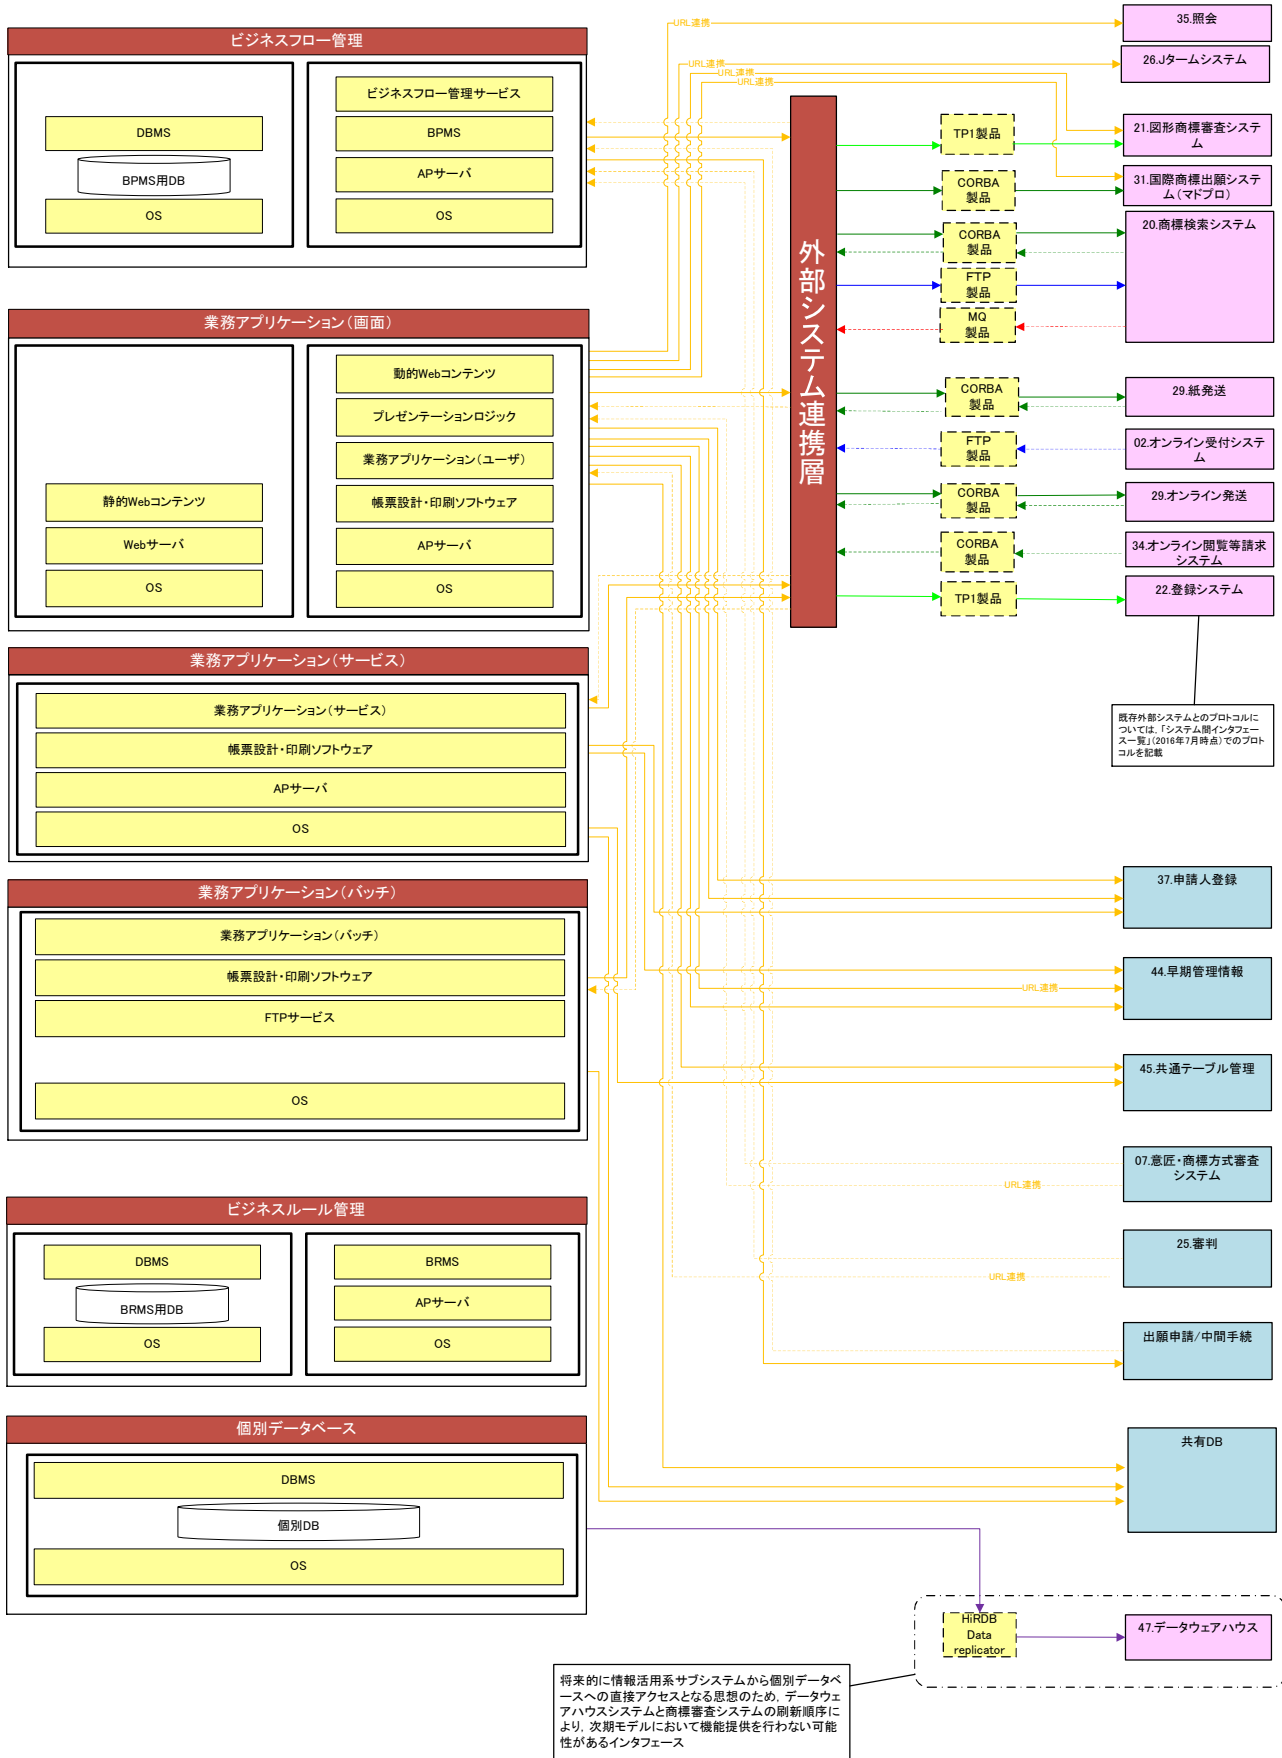 ビジネスフロー管理
DBMS
BPMS用DB
OS
ビジネスフロー管理サービス
BPMS
APサーバ
OS
業務アプリケーション(画面)
静的Webコンテンツ
Webサーバ
OS
動的Webコンテンツ
プレゼンテーションロジック
業務アプリケーション(ユーザ)
帳票設計・印刷ソフトウェア
APサーバ
OS
業務アプリケーション(サービス)
業務アプリケーション(サービス)
帳票設計・印刷ソフトウェア
APサーバ
OS
業務アプリケーション(バッチ)
業務アプリケーション(バッチ)
帳票設計・印刷ソフトウェア
FTPサービス
OS
ビジネスルール管理
DBMS
BRMS用DB
OS
BRMS
APサーバ
OS
個別データベース
DBMS
個別DB
OS
URL連携
URL連携
URL連携
URL連携
外部システム連携層
TP1製品
CORBA
製品
CORBA
製品
FTP
製品
MQ
製品
CORBA
製品
FTP
製品
CORBA
製品
CORBA
製品
TP1製品
35.照会
26.Jタームシステム
21.図形商標審査システ
ム
31.国際商標出願システ
ム(マドプロ)
20.商標検索システム
29.紙発送
02.オンライン受付システ
ム
29.オンライン発送
34.オンライン閲覧等請求
システム
22.登録システム
既存外部システムとのプロトコルに
ついては,「システム間インタフェー
ス一覧」(2016年7月時点)でのプロト
コルを記載
37.申請人登録
URL連携
44.早期管理情報
45.共通テーブル管理
URL連携
07.意匠・商標方式審査
システム
URL連携
25.審判
出願申請/中間手続
共有DB
HiRDB
Data
replicator
47.データウェアハウス
将来的に情報活用系サブシステムから個別データベ
ースへの直接アクセスとなる思想のため,データウェ
アハウスシステムと商標審査システムの刷新順序に
より,次期モデルにおいて機能提供を行わない可能
性があるインタフェース